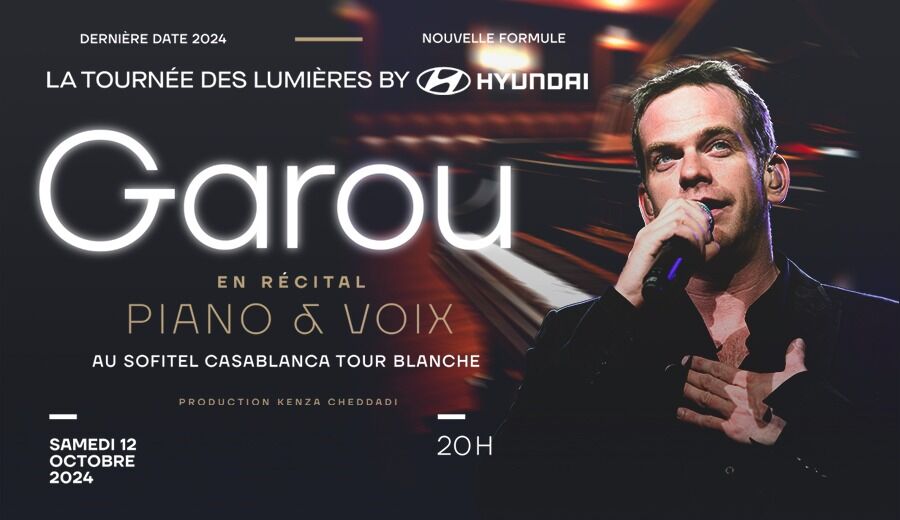 DERNIÈRE DATE 2024
NOUVELLE FORMULE
LA TOURNÉE DES LUMIÈRES BY HYUNDAI
Garou
EN RÉCITAL
PIANO & VOIX
AU SOFITEL CASABLANCA TOUR BLANCHE
PRODUCTION KENZA CHEDDADI
SAMEDI 12
OCTOBRE
2024
20H